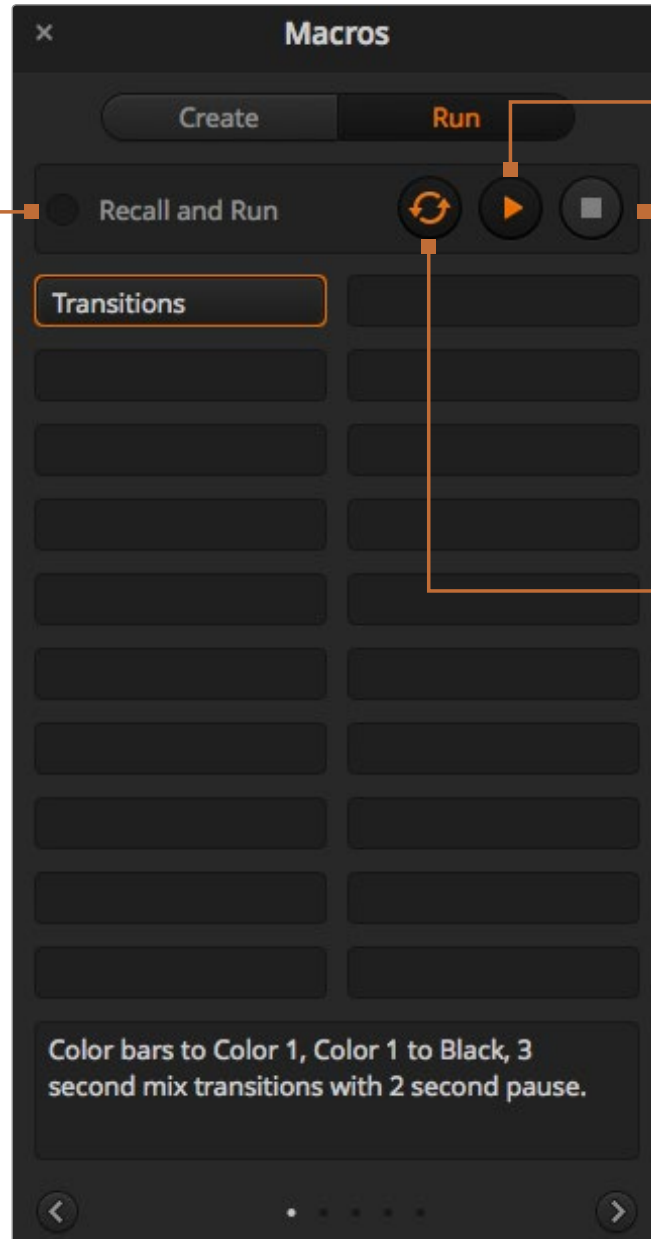 Macros
Create
Run
Recall and Run
Transitions
Color bars to Color 1, Color 1 to Black, 3
second mix transitions with 2 second pause.